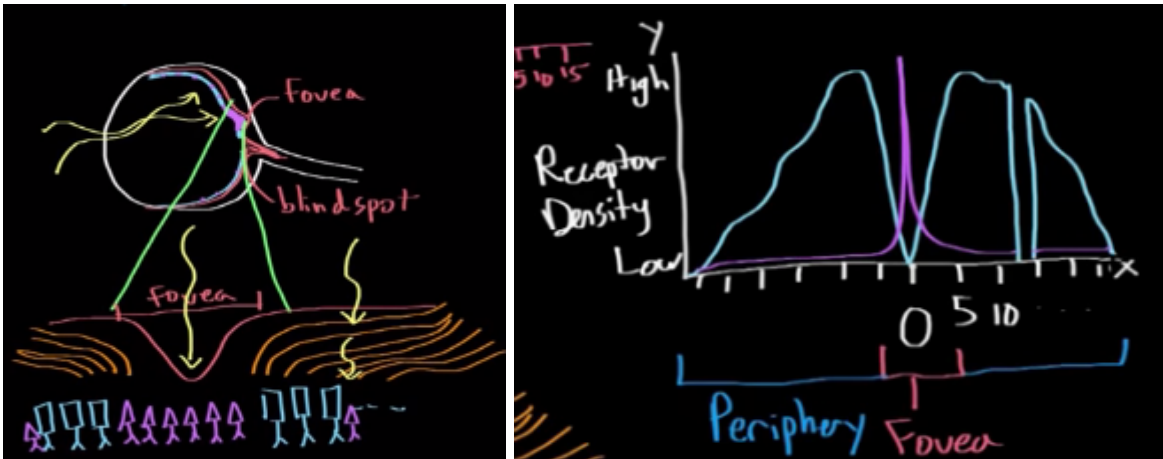 Fovea
blindspot
Fovea
5 10 15
Y
High
Receptor
Density
Low
X
0 5 10 ....
Periphery Fovea